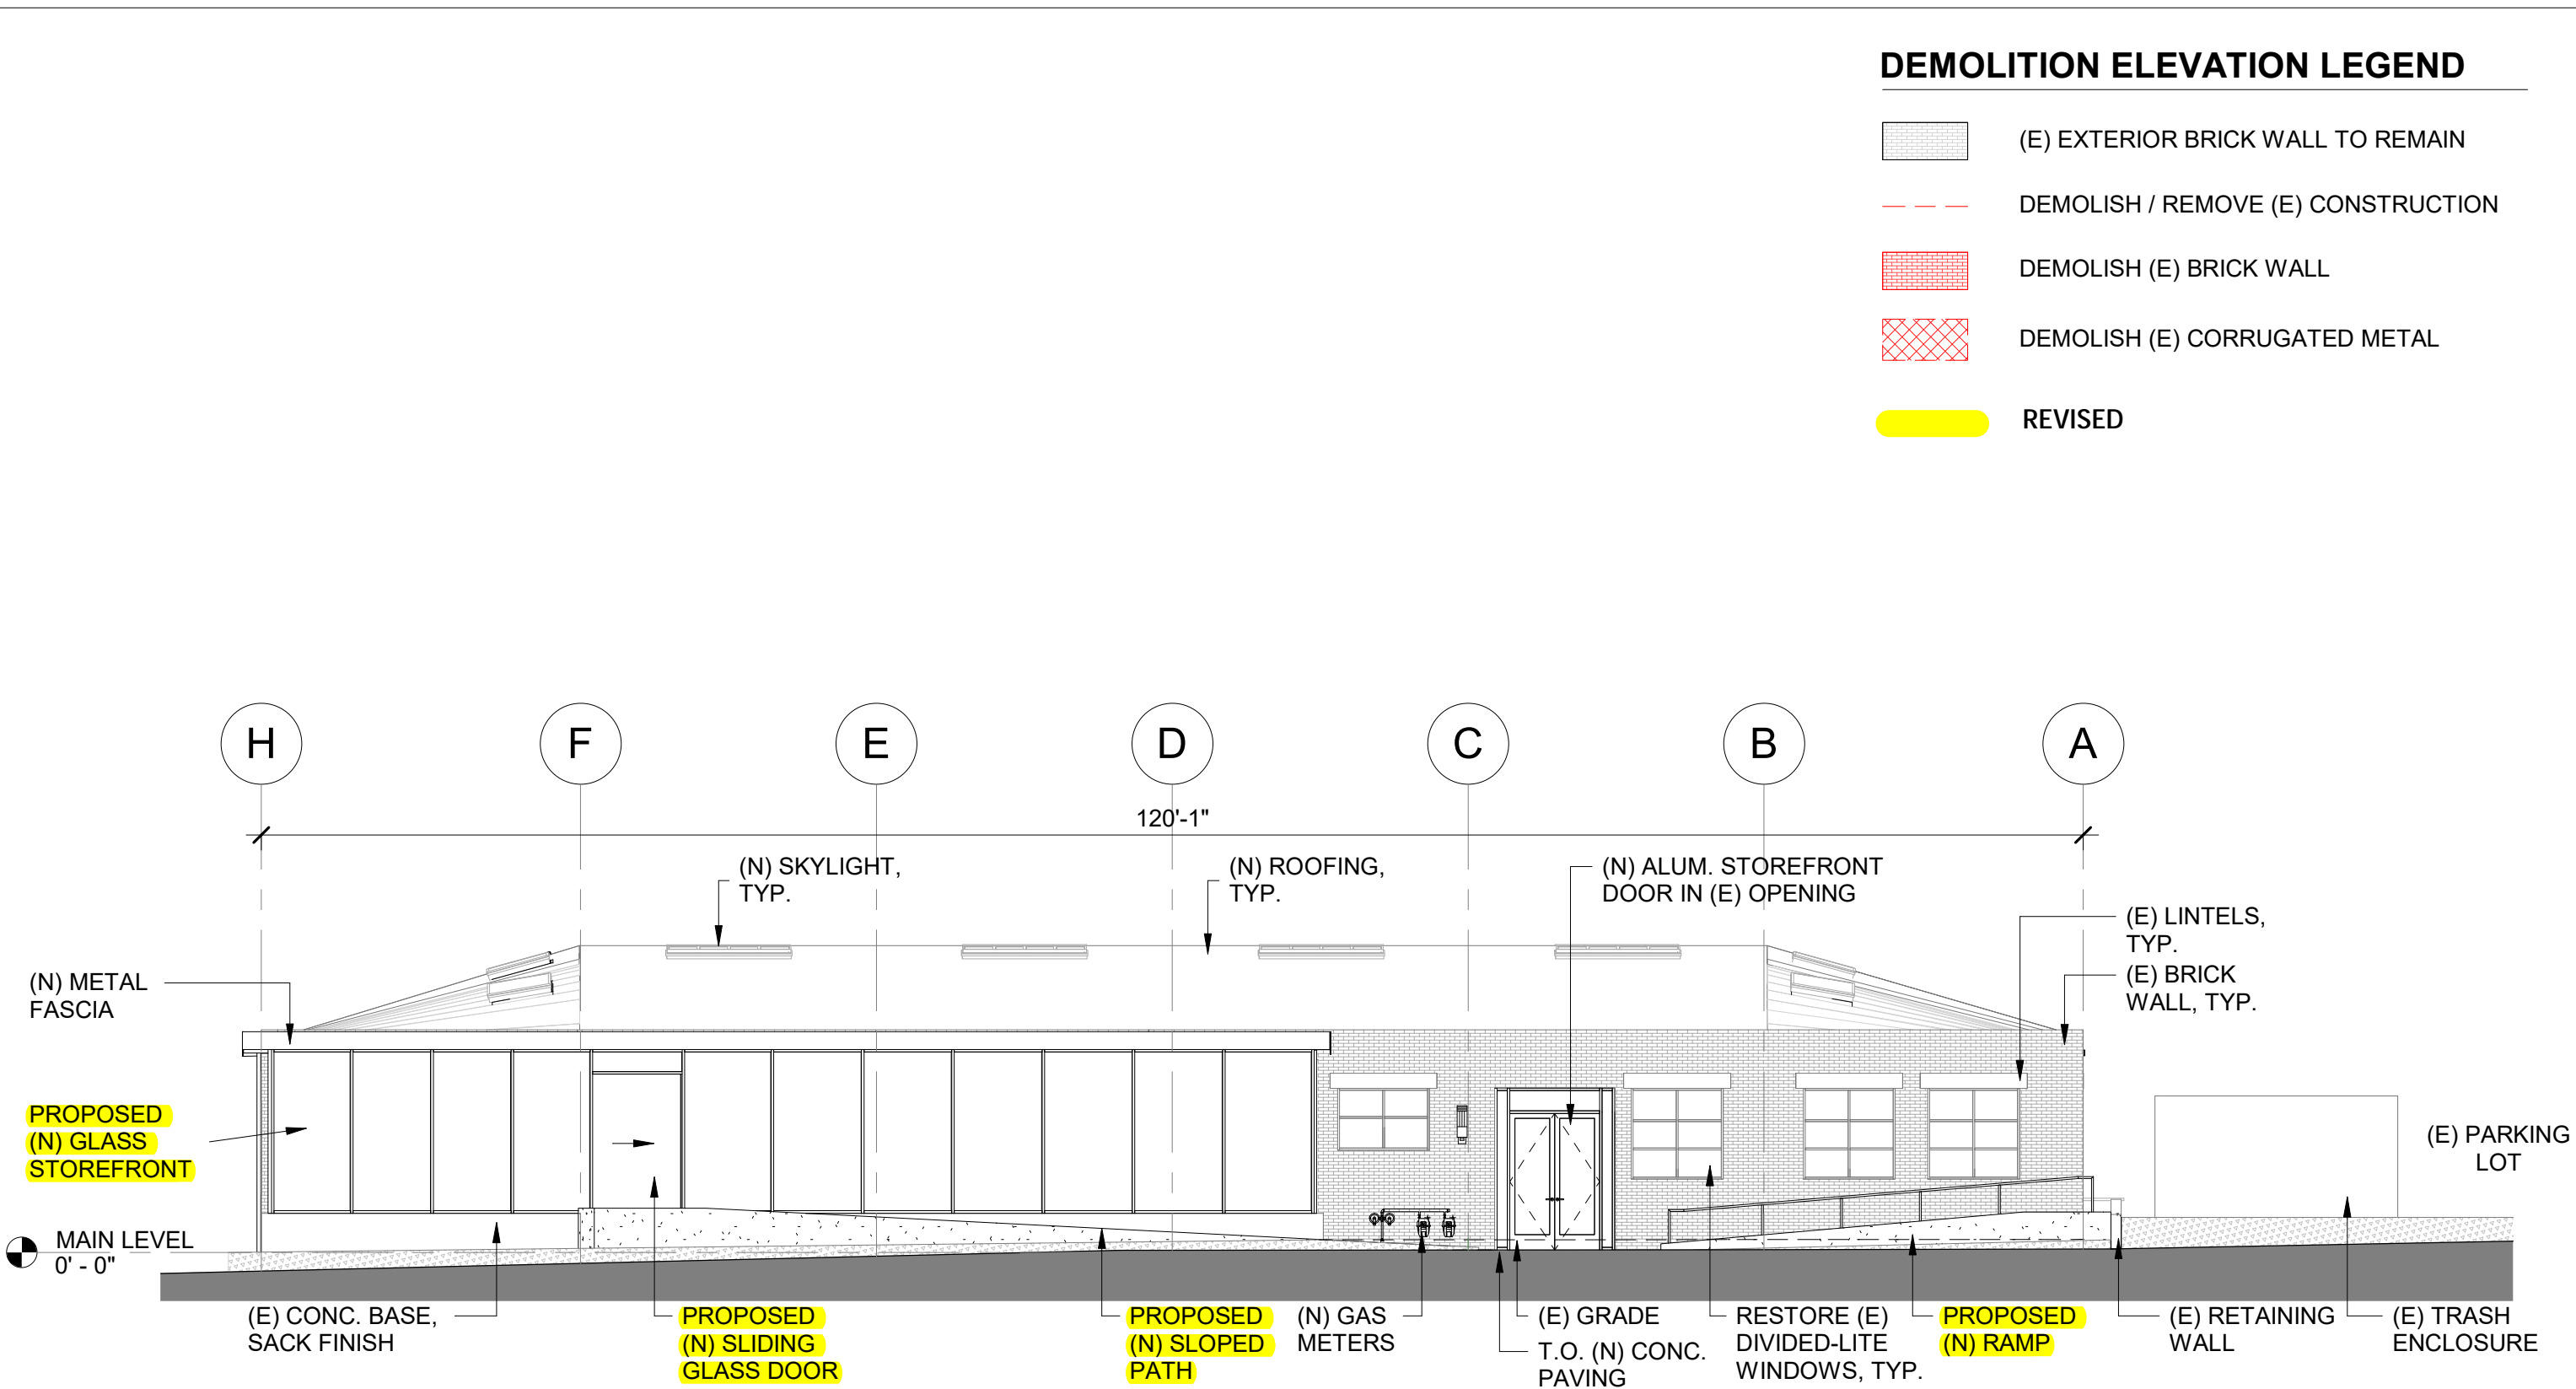 DEMOLITION ELEVATION LEGEND
(E) EXTERIOR BRICK WALL TO REMAIN
DEMOLISH / REMOVE (E) CONSTRUCTION
DEMOLISH (E) BRICK WALL
DEMOLISH (E) CORRUGATED METAL
REVISED
H
F
E
D
C
B
A
120'-1"
(N) SKYLIGHT,
TYP.
(N) ROOFING,
TYP.
(N) ALUM. STOREFRONT
DOOR IN (E) OPENING
(E) LINTELS,
TYP.
(E) BRICK
WALL, TYP.
(N) METAL
FASCIA
PROPOSED
(N) GLASS
STOREFRONT
(E) PARKING
LOT
MAIN LEVEL
0' - 0"
(E) CONC. BASE,
SACK FINISH
PROPOSED
(N) SLIDING
GLASS DOOR
PROPOSED
(N) SLOPED
PATH
(N) GAS
METERS
(E) GRADE
T.O. (N) CONC.
PAVING
RESTORE (E)
DIVIDED-LITE
WINDOWS, TYP.
PROPOSED
(N) RAMP
(E) RETAINING
WALL
(E) TRASH
ENCLOSURE